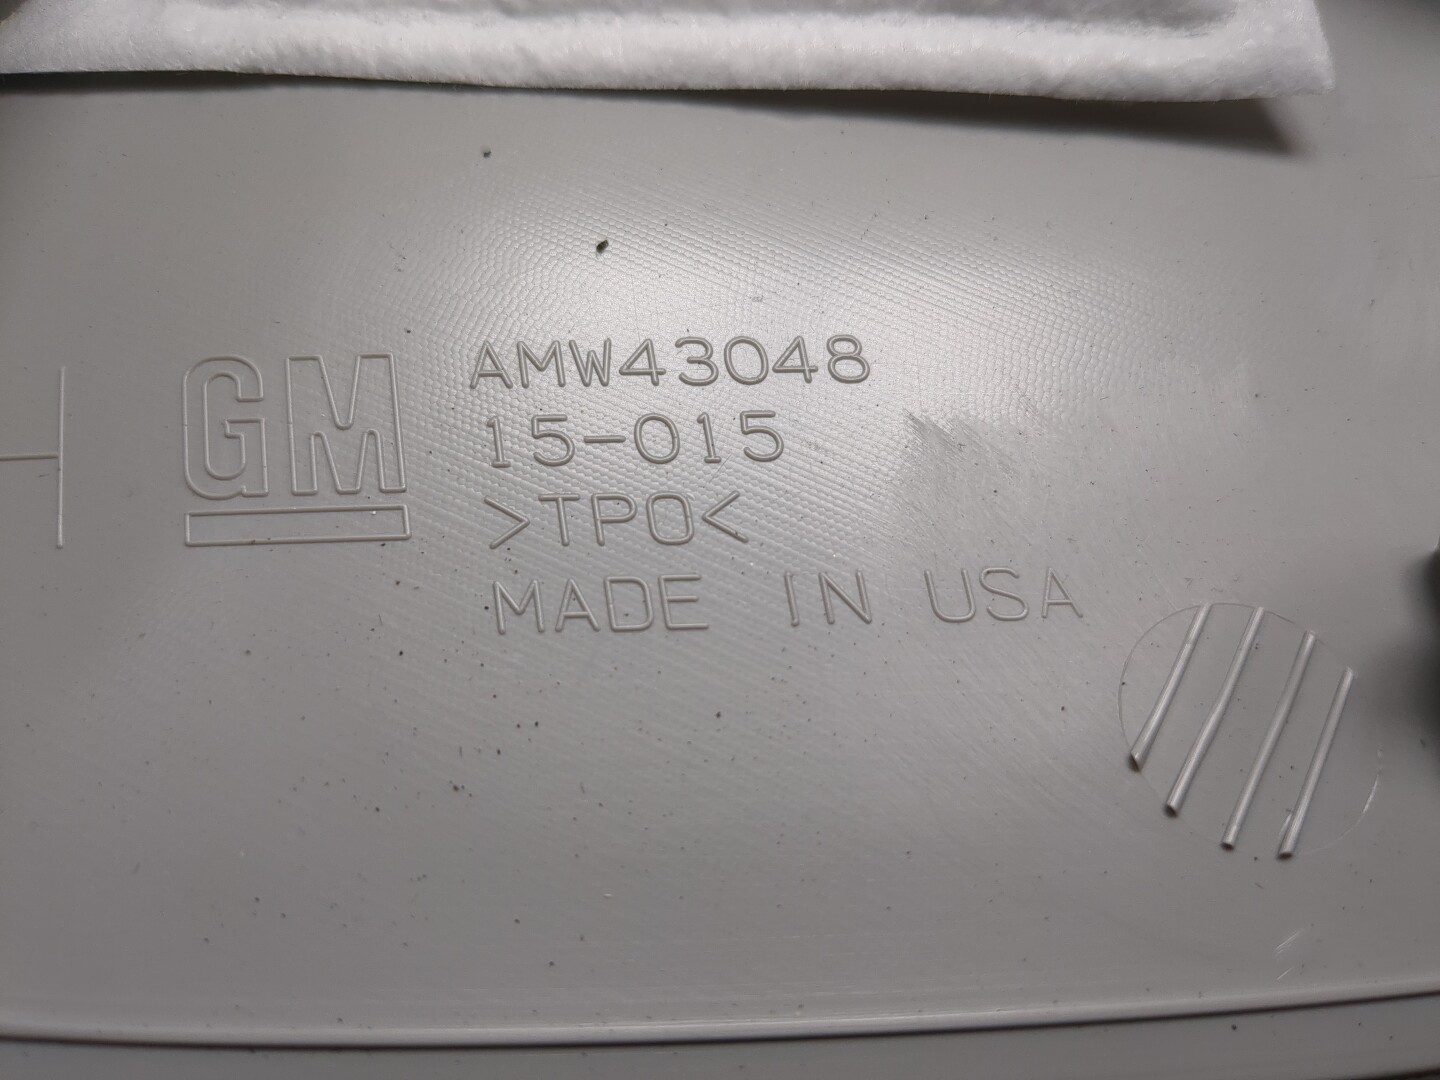 GM
AMW43048
15-015
>TPO<
MADE IN USA